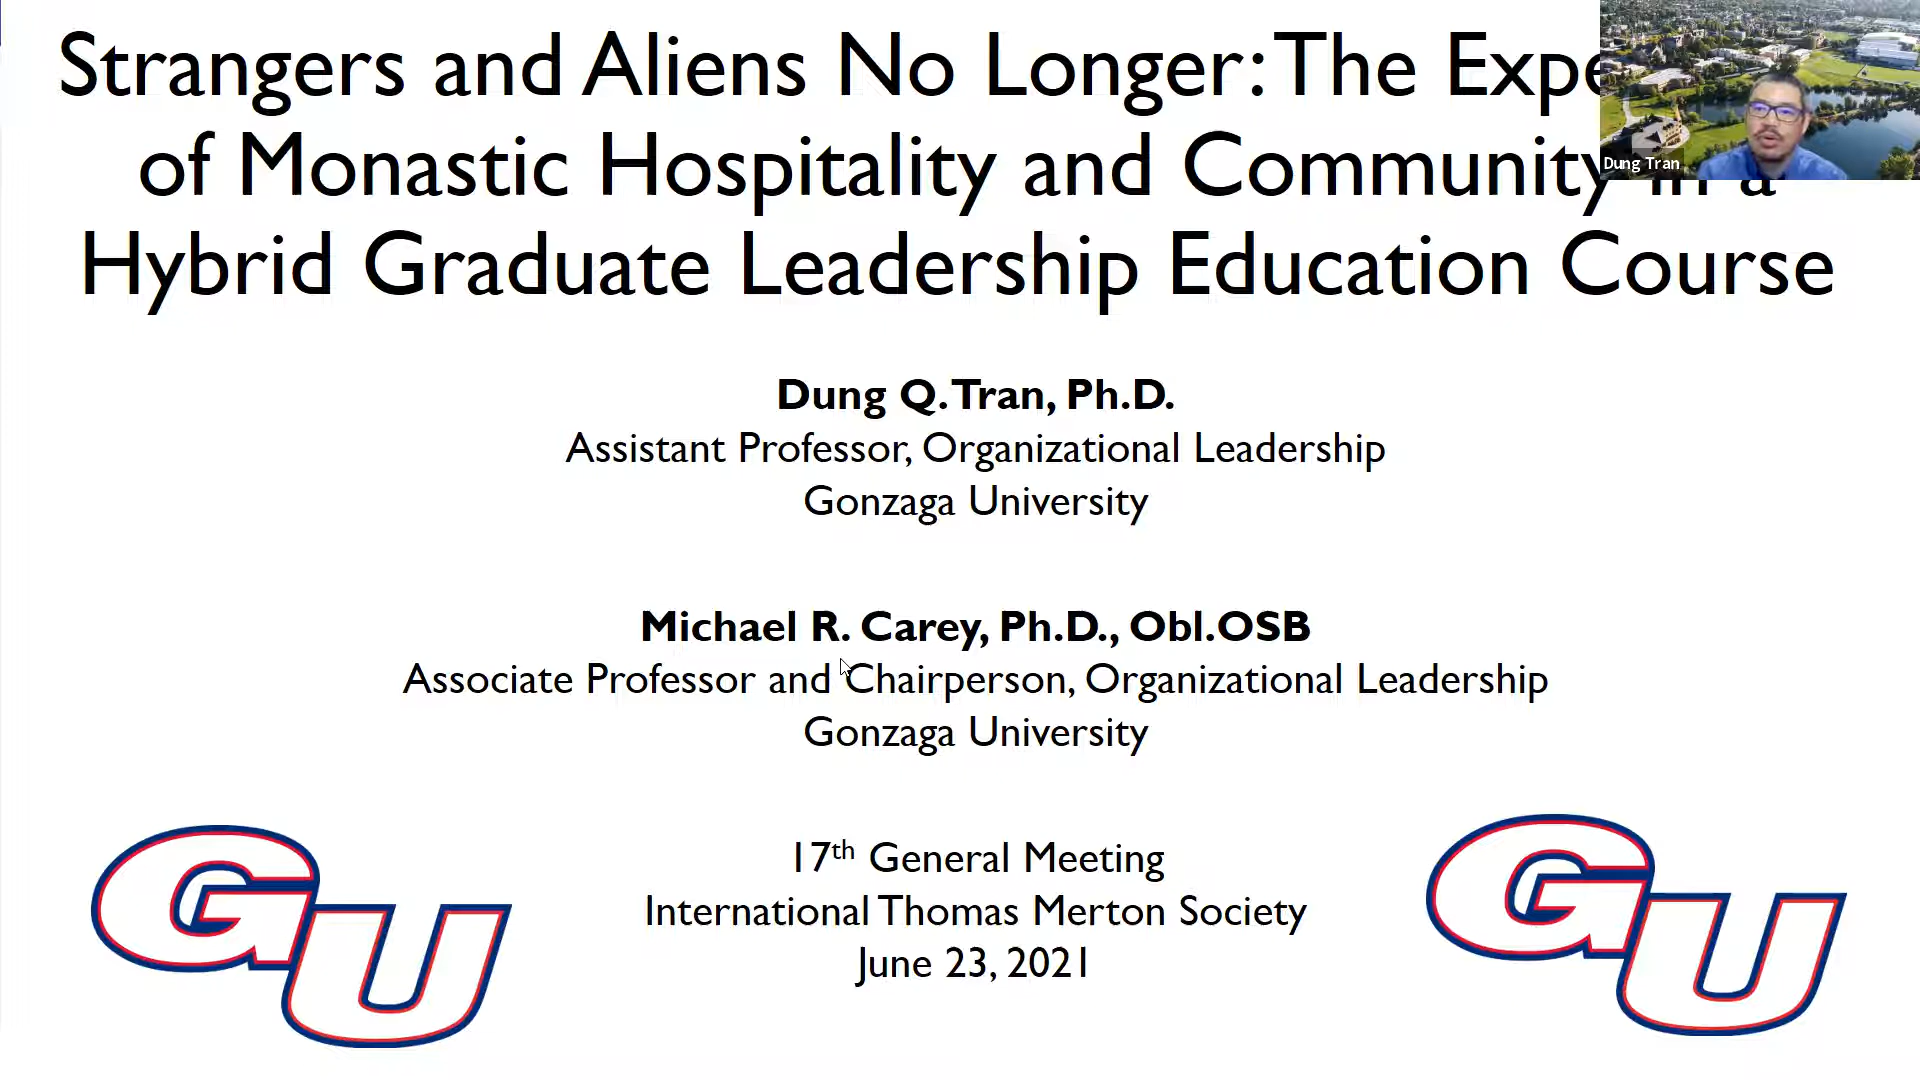 Strangers and Aliens No Longer: The Expe
of Monastic Hospitality and Community in a
Hybrid Graduate Leadership Education Course
Dung Tran
Dung Q. Tran, Ph.D.
Assistant Professor, Organizational Leadership
Gonzaga University
Michael R. Carey, Ph.D., Obl.OSB
Associate Professor and Chairperson, Organizational Leadership
Gonzaga University
17th General Meeting
International Thomas Merton Society
June 23, 2021
GU
GU